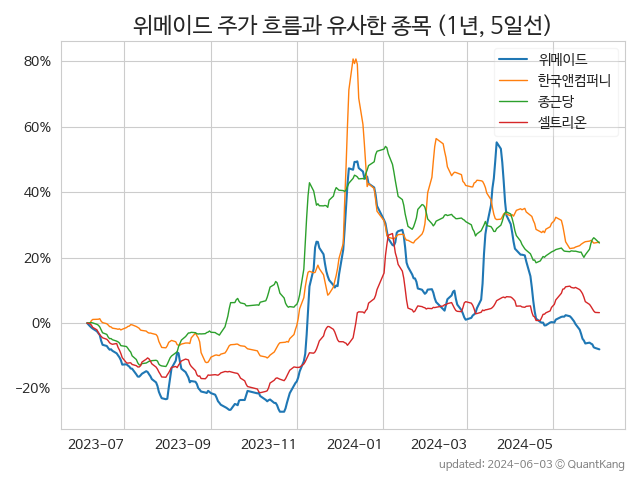 위메이드 주가 흐름과 유사한 종목 (1년, 5일선)
위메이드
한국앤컴퍼니
종근당
셀트리온
80%
60%
40%
20%
0%
−20%
2023-07 2023-09 2023-11 2024-01 2024-03 2024-05
updated: 2024-06-03 © QuantKang